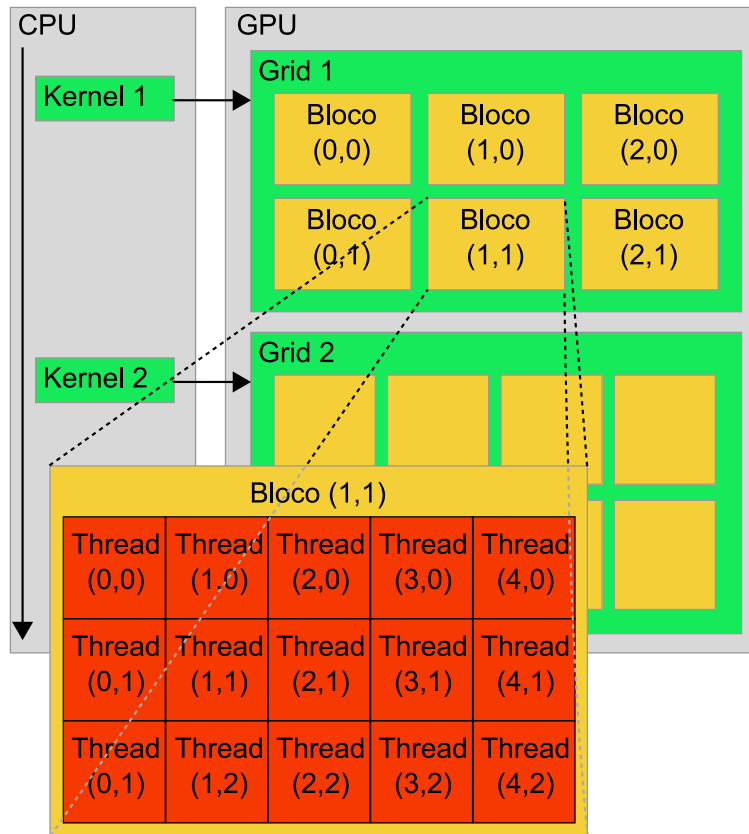 CPU
GPU
Kernel 1
Grid 1
Bloco
(0,0)
Bloco
(1,0)
Bloco
(2,0)
Bloco
(0,1)
Bloco
(1,1)
Bloco
(2,1)
Kernel 2
Grid 2
Bloco (1,1)
Thread
(0,0)
Thread
(1,0)
Thread
(2,0)
Thread
(3,0)
Thread
(4,0)
Thread
(0,1)
Thread
(1,1)
Thread
(2,1)
Thread
(3,1)
Thread
(4,1)
Thread
(0,1)
Thread
(1,2)
Thread
(2,2)
Thread
(3,2)
Thread
(4,2)